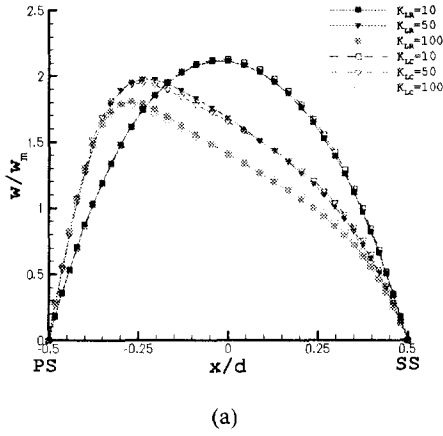 K_LR=10
K_LR=50
K_LR=100
K_LC=10
K_LC=50
K_LC=100
2.5
2
1.5
1
0.5
0
w/w_m
-0.5 -0.25 0 0.25 0.5
PS x/d SS
(a)